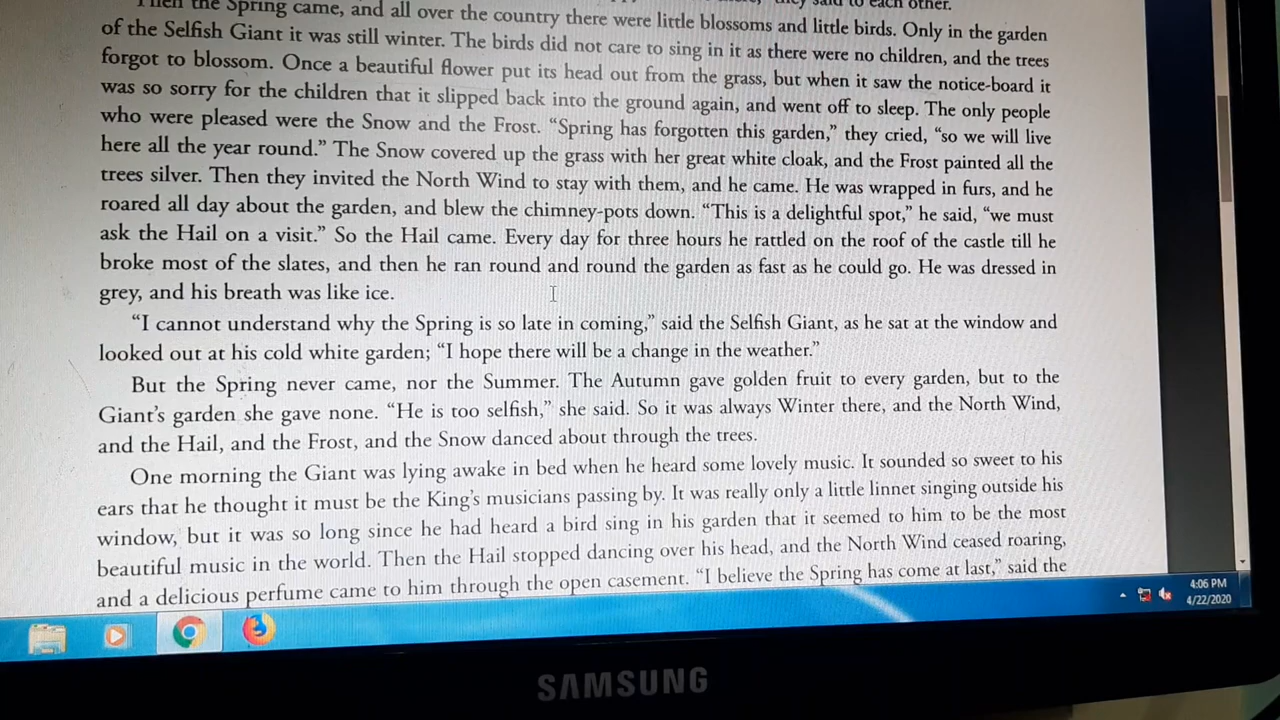 they said to each other.
Then the Spring came, and all over the country there were little blossoms and little birds. Only in the garden
of the Selfish Giant it was still winter. The birds did not care to sing in it as there were no children, and the trees
forgot to blossom. Once a beautiful flower put its head out from the grass, but when it saw the notice-board it
was so sorry for the children that it slipped back into the ground again, and went off to sleep. The only people
who were pleased were the Snow and the Frost. “Spring has forgotten this garden,” they cried, “so we will live
here all the year round.” The Snow covered up the grass with her great white cloak, and the Frost painted all the
trees silver. Then they invited the North Wind to stay with them, and he came. He was wrapped in furs, and he
roared all day about the garden, and blew the chimney-pots down. “This is a delightful spot,” he said, “we must
ask the Hail on a visit.” So the Hail came. Every day for three hours he rattled on the roof of the castle till he
broke most of the slates, and then he ran round and round the garden as fast as he could go. He was dressed in
grey, and his breath was like ice.
“I cannot understand why the Spring is so late in coming,” said the Selfish Giant, as he sat at the window and
looked out at his cold white garden; “I hope there will be a change in the weather.”
But the Spring never came, nor the Summer. The Autumn gave golden fruit to every garden, but to the
Giant’s garden she gave none. “He is too selfish,” she said. So it was always Winter there, and the North Wind,
and the Hail, and the Frost, and the Snow danced about through the trees.
One morning the Giant was lying awake in bed when he heard some lovely music. It sounded so sweet to his
ears that he thought it must be the King’s musicians passing by. It was really only a little linnet singing outside his
window, but it was so long since he had heard a bird sing in his garden that it seemed to him to be the most
beautiful music in the world. Then the Hail stopped dancing over his head, and the North Wind ceased roaring,
and a delicious perfume came to him through the open casement. “I believe the Spring has come at last,” said the
4:06 PM
4/22/2020
SAMSUNG